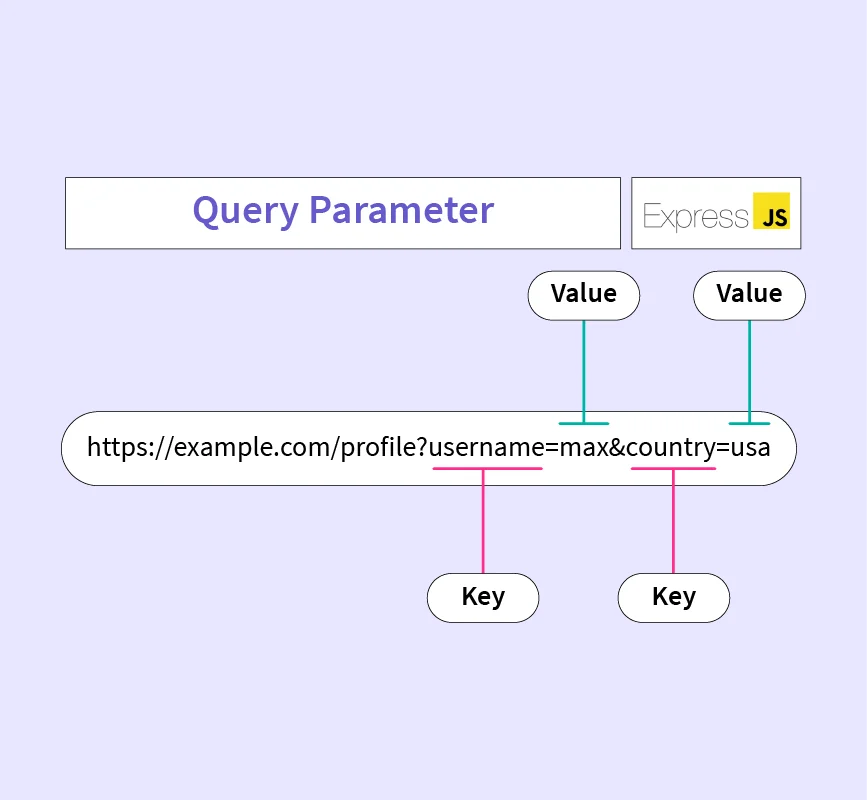 Query Parameter
Express JS
Value Value
https://example.com/profile?username=max&country=usa
Key Key